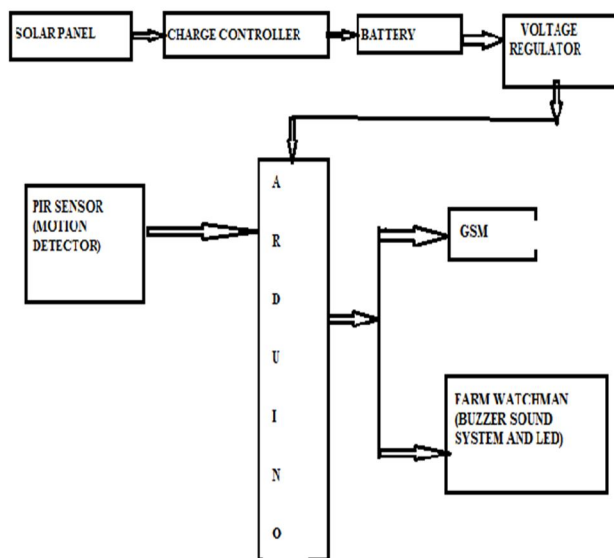 SOLAR PANEL
CHARGE CONTROLLER
BATTERY
VOLTAGE
REGULATOR
PIR SENSOR
(MOTION
DETECTOR)
A
R
D
U
I
N
O
GSM
FARM WATCHMAN
(BUZZER SOUND
SYSTEM AND LED)